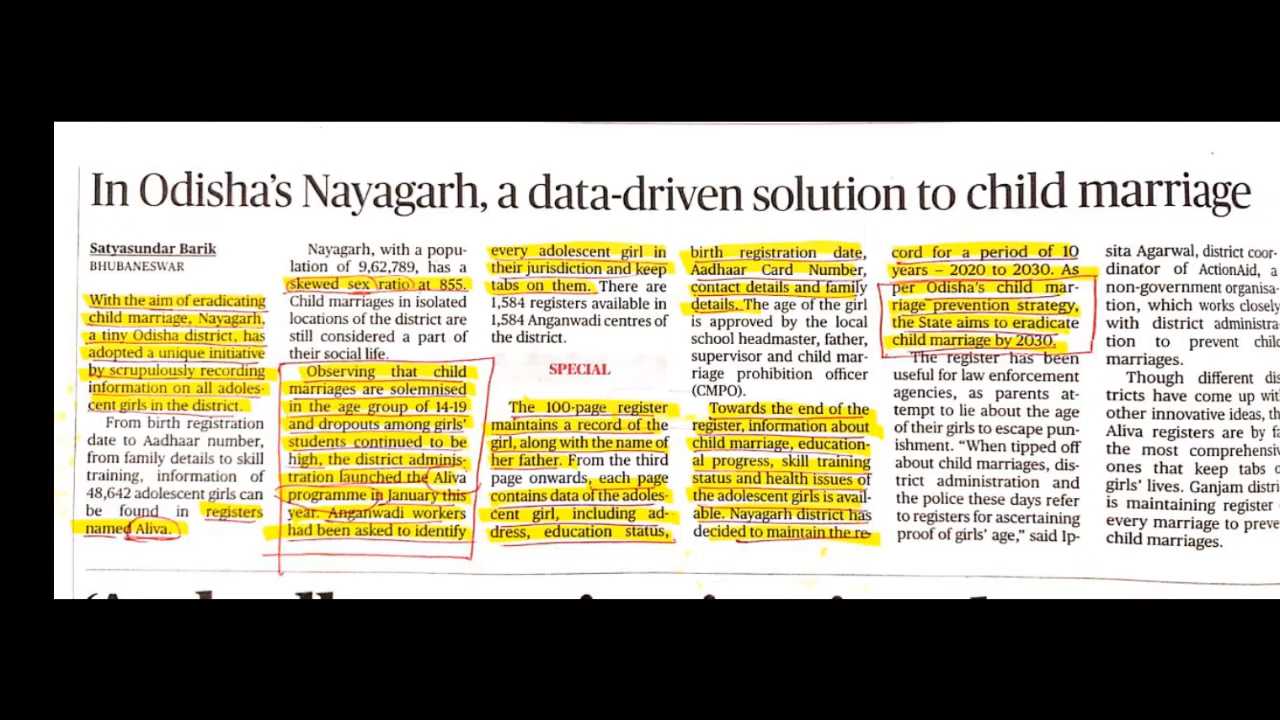 In Odisha's Nayagarh, a data-driven solution to child marriage
Satyasundar Barik
BHUBANESWAR
With the aim of eradicating
child marriage, Nayagarh,
a tiny Odisha district, has
adopted a unique initiative
by scrupulously recording
information on all adoles-
cent girls in the district.
From birth registration
date to Aadhaar number,
from family details to skill
training, information of
48,642 adolescent girls can
be found in registers
named Aliva.
Nayagarh, with a popu-
lation of 9,62,789, has a
skewed sex ratio at 855.
Child marriages in isolated
locations of the district are
still considered a part of
their social life.
Observing that child
marriages are solemnised
in the age group of 14-19
and dropouts among girls'
students continued to be
high, the district adminis-
tration launched the Aliva
programme in January this
year. Anganwadi workers
had been asked to identify
every adolescent girl in
their jurisdiction and keep
tabs on them. There are
1,584 registers available in
1,584 Anganwadi centres of
the district.
SPECIAL
The 100-page register
maintains a record of the
girl, along with the name of
her father. From the third
page onwards, each page
contains data of the adoles-
cent girl, including ad-
dress, education status,
birth registration date,
Aadhaar Card Number,
contact details and family
details. The age of the girl
is approved by the local
school headmaster, father,
supervisor and child mar-
riage prohibition officer
(CMPO).
Towards the end of the
register, information about
child marriage, education-
al progress, skill training
status and health issues of
the adolescent girls is avail-
able. Nayagarh district has
decided to maintain the re-
cord for a period of 10
years – 2020 to 2030. As
per Odisha's child mar-
riage prevention strategy,
the State aims to eradicate
child marriage by 2030.
The register has been
useful for law enforcement
agencies, as parents at-
tempt to lie about the age
of their girls to escape pun-
ishment. "When tipped off
about child marriages, dis-
trict administration and
the police these days refer
to registers for ascertaining
proof of girls' age," said Ip-
sita Agarwal, district coor-
dinator of ActionAid, a
non-government organisa-
tion, which works closely
with district administra
tion to prevent chil
marriages.
Though different dis
tricts have come up wit
other innovative ideas, th
Aliva registers are by fa
the most comprehensiv
ones that keep tabs o
girls' lives. Ganjam distri
is maintaining register
every marriage to preve
child marriages.